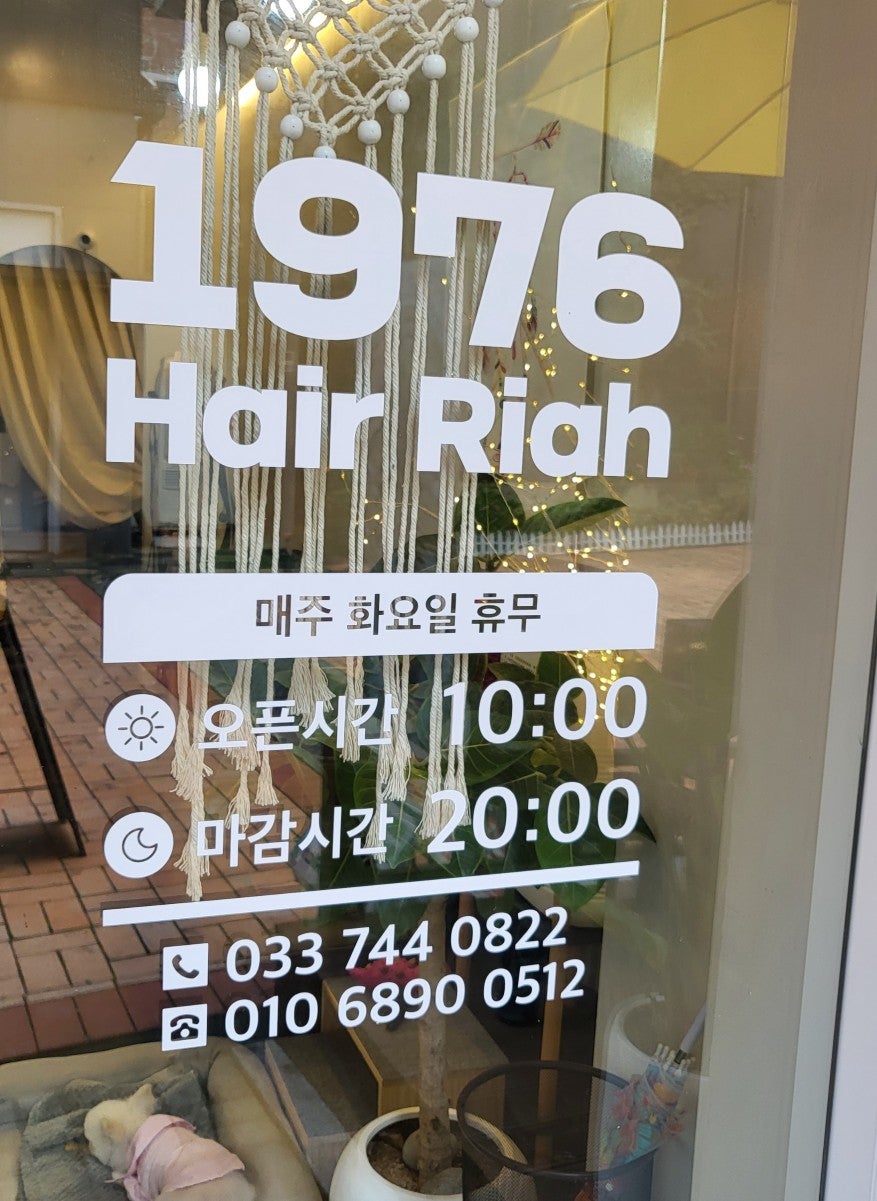 1976
Hair Riah
매주 화요일 휴무
오픈시간 10:00
마감시간 20:00
033 744 0822
010 6890 0512